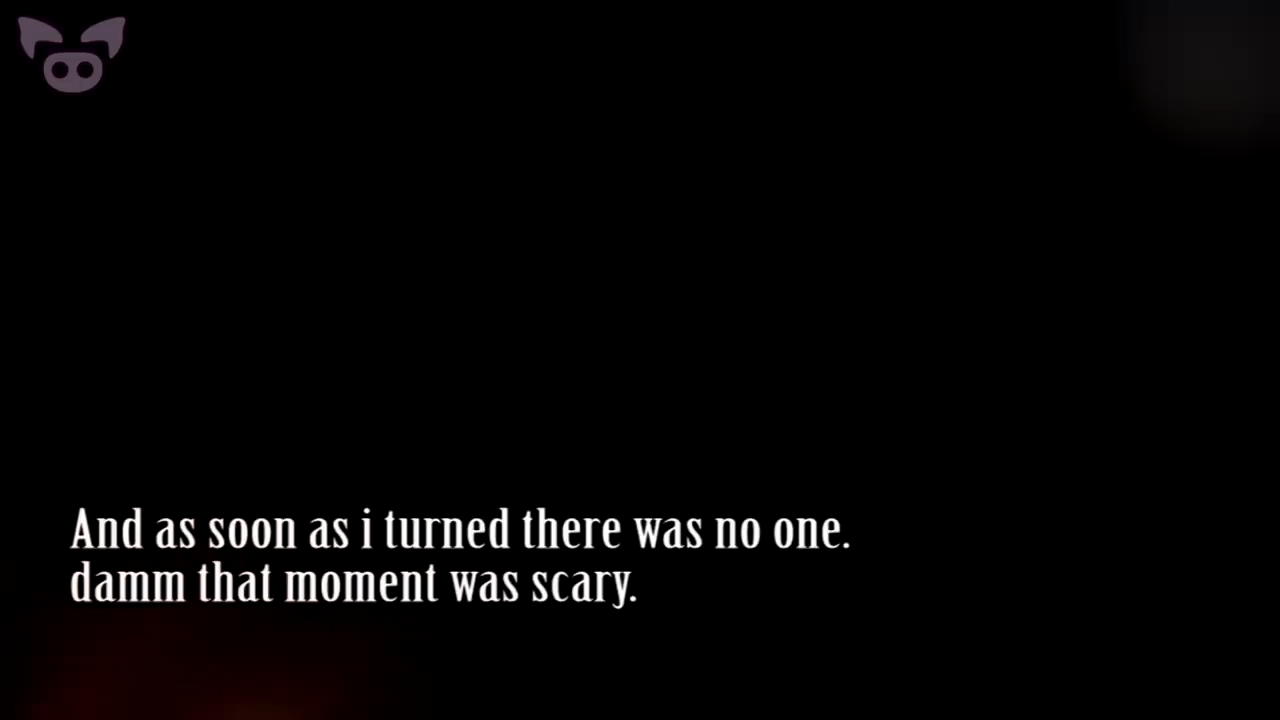 And as soon as i turned there was no one.
damm that moment was scary.